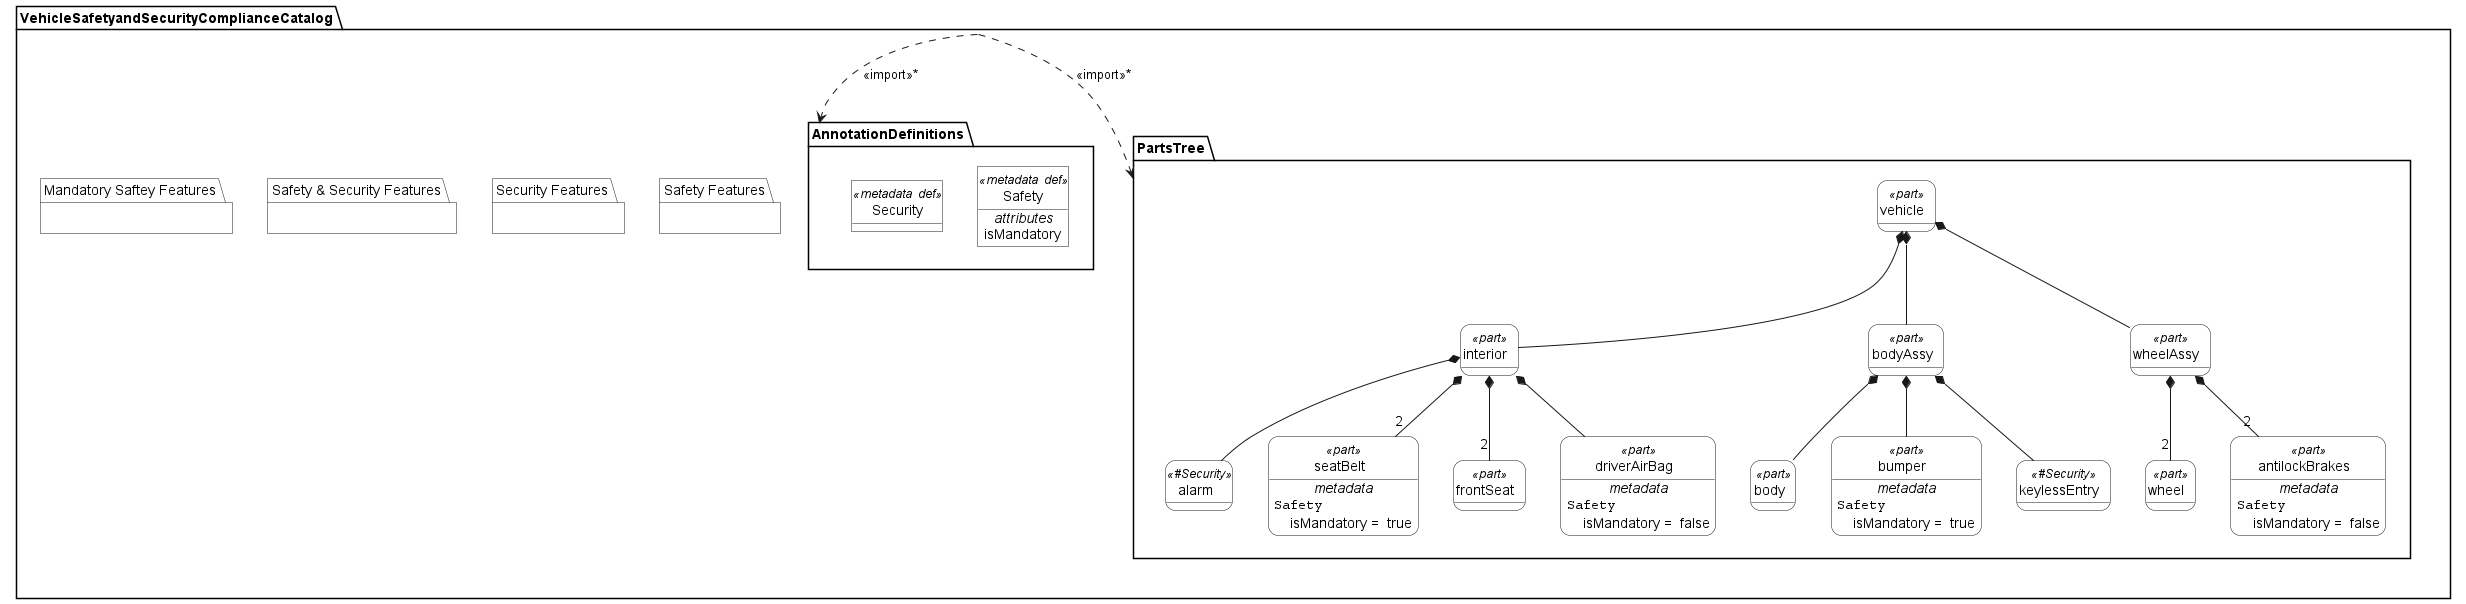 VehicleSafetyandSecurityComplianceCatalog
«import»*
«import»*
AnnotationDefinitions
PartsTree
Mandatory Saftey Features
Safety & Security Features
Security Features
Safety Features
«metadata def»
Security
«metadata def»
Safety
attributes
isMandatory
«part»
vehicle
«part»
interior
«part»
bodyAssy
«part»
wheelAssy
2
2
2
2
«#Security»
alarm
«part»
seatBelt
metadata
Safety
isMandatory = true
«part»
frontSeat
«part»
driverAirBag
metadata
Safety
isMandatory = false
«part»
body
«part»
bumper
metadata
Safety
isMandatory = true
«#Security»
keylessEntry
«part»
wheel
«part»
antilockBrakes
metadata
Safety
isMandatory = false